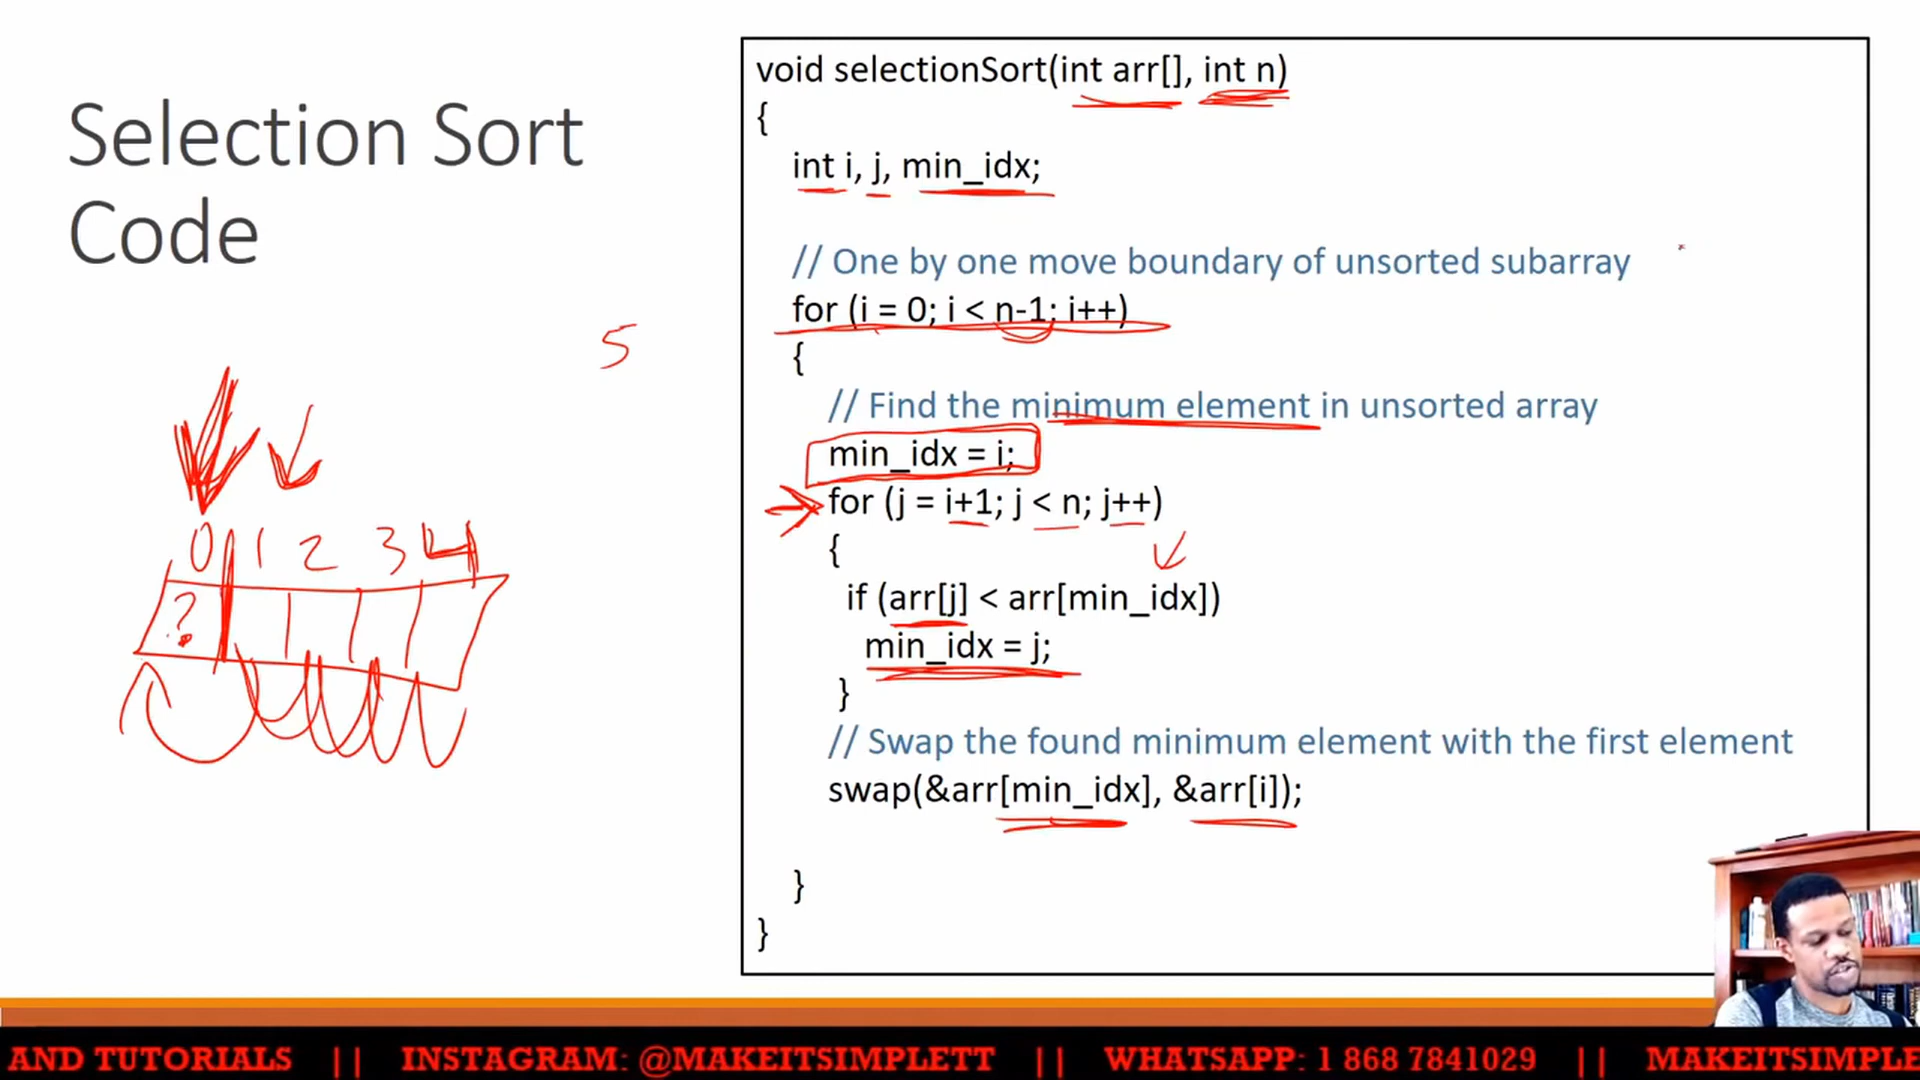 Selection Sort
Code
5
0 1 2 3 4
?
void selectionSort(int arr[], int n)
{
int i, j, min_idx;
// One by one move boundary of unsorted subarray
for (i = 0; i < n-1; i++)
{
// Find the minimum element in unsorted array
min_idx = i;
for (j = i+1; j < n; j++)
{
if (arr[j] < arr[min_idx])
min_idx = j;
}
// Swap the found minimum element with the first element
swap(&arr[min_idx], &arr[i]);
}
}
AND TUTORIALS || INSTAGRAM: @MAKEITSIMPLETT || WHATSAPP: 1 868 7841029 || MAKEITSIMPLE